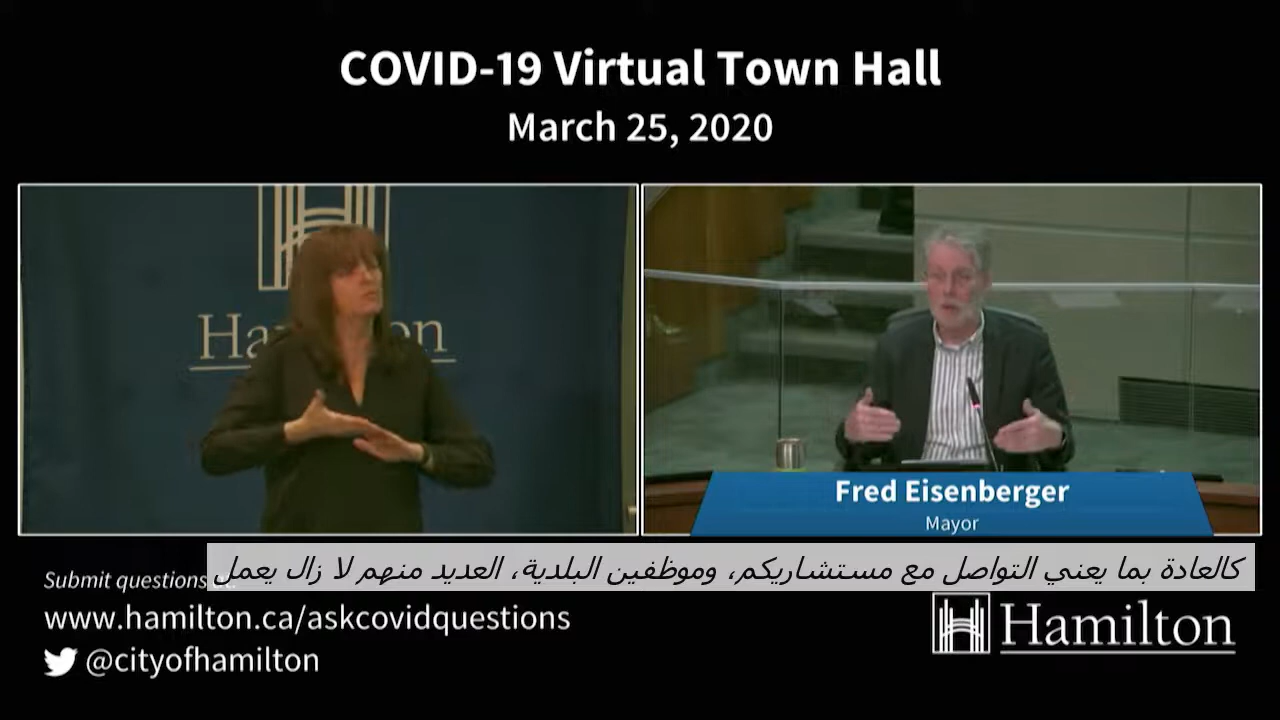 COVID-19 Virtual Town Hall
March 25, 2020
Hamilton
Fred Eisenberger
Mayor
كالعادة بما يعني التواصل مع مستشاريكم، وموظفين البلدية، العديد منهم لا زال يعمل
Submit questions
www.hamilton.ca/askcovidquestions
@cityofhamilton
Hamilton